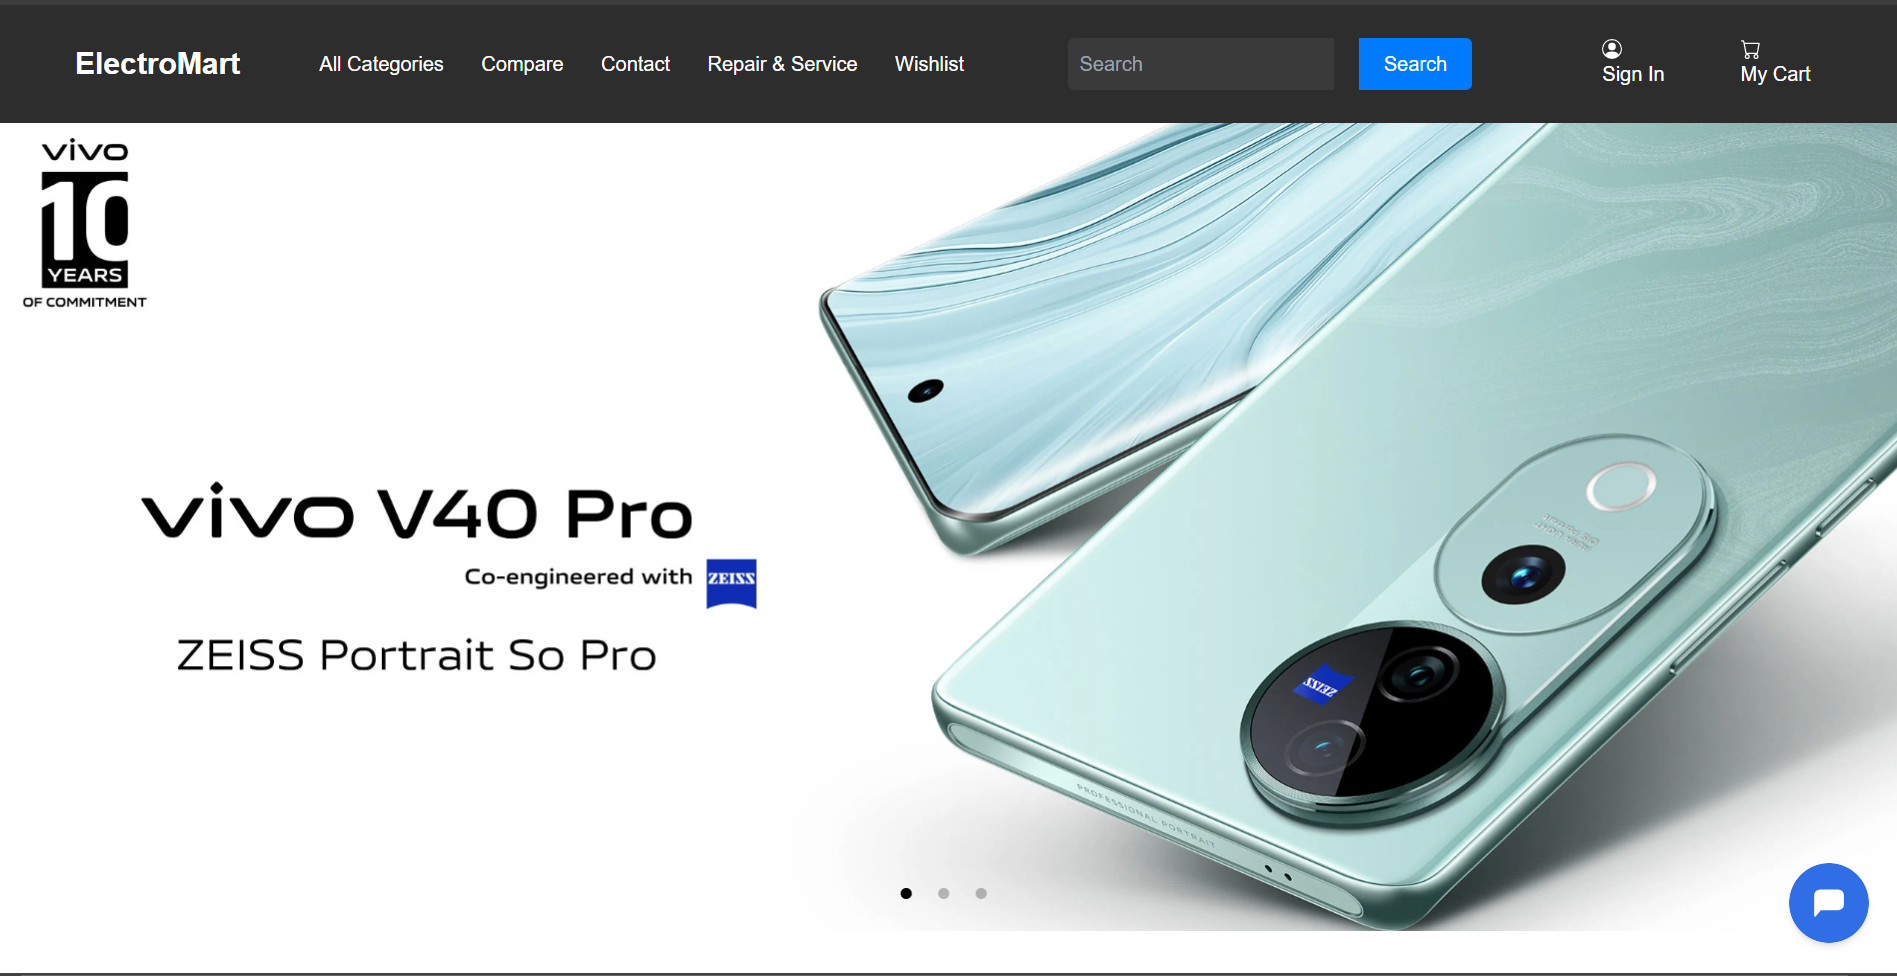 ElectroMart
All Categories
Compare
Contact
Repair & Service
Wishlist
Search
Search
Sign In
My Cart
vivo
10
YEARS
OF COMMITMENT
vivo V40 Pro
Co-engineered with ZEISS
ZEISS Portrait So Pro
ZEISS
PROFESSIONAL PORTRAIT